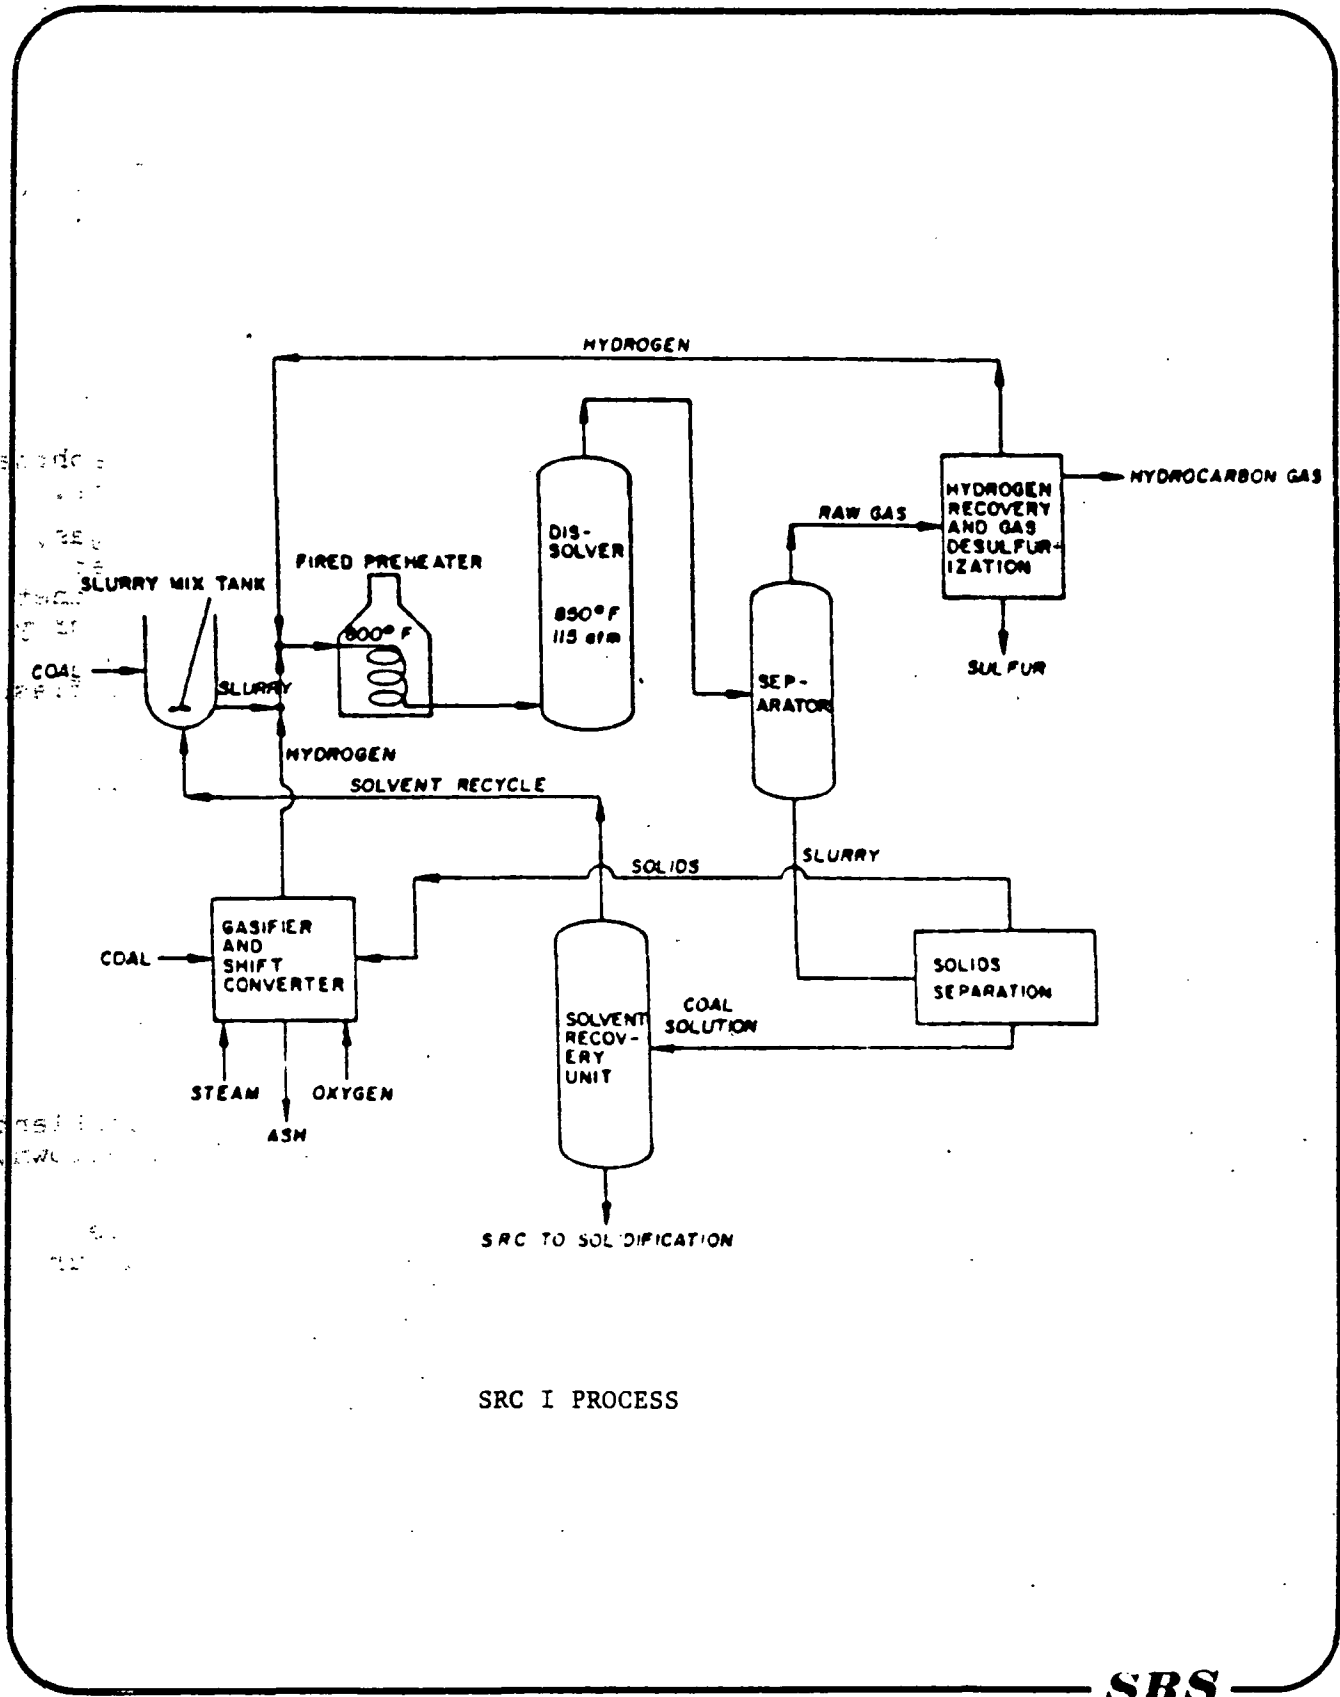 HYDROGEN
HYDROCARBON GAS
HYDROGEN
RECOVERY
AND GAS
DESULFUR-
IZATION
RAW GAS
DIS-
SOLVER
850° F
115 atm
FIRED PREHEATER
800° F
SLURRY MIX TANK
COAL
SLURRY
SULFUR
SEP-
ARATOR
HYDROGEN
SOLVENT RECYCLE
SLURRY
SOLIDS
GASIFIER
AND
SHIFT
CONVERTER
COAL
SOLIDS
SEPARATION
COAL
SOLUTION
SOLVENT
RECOV-
ERY
UNIT
STEAM
OXYGEN
ASH
SRC TO SOLIDIFICATION
SRC I PROCESS
SRS